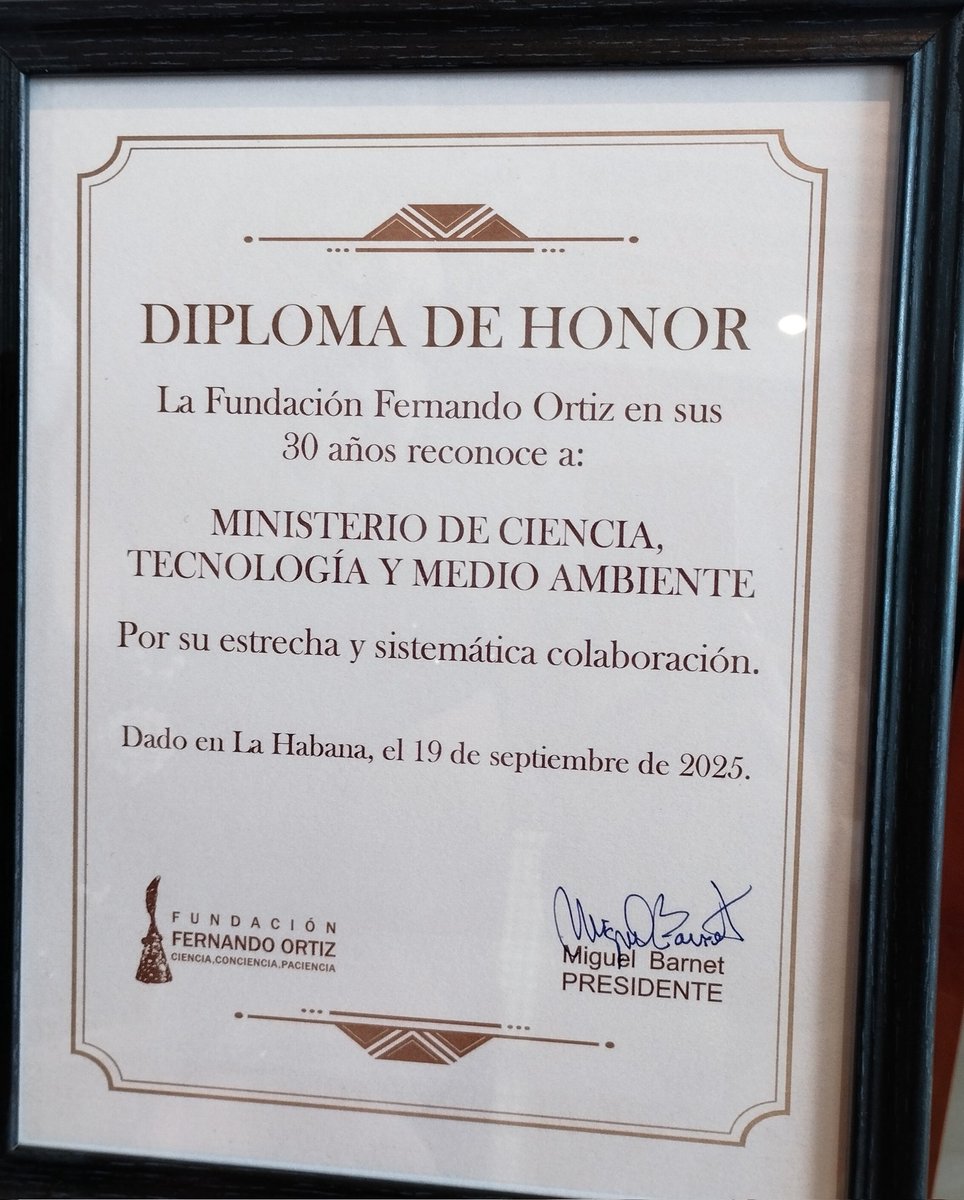 DIPLOMA DE HONOR
La Fundación Fernando Ortiz en sus
30 años reconoce a:
MINISTERIO DE CIENCIA,
TECNOLOGÍA Y MEDIO AMBIENTE
Por su estrecha y sistemática colaboración.
Dado en La Habana, el 19 de septiembre de 2025.
FUNDACIÓN
FERNANDO ORTIZ
CIENCIA,CONCIENCIA,PACIENCIA
Miguel Barnet
Miguel Barnet
PRESIDENTE